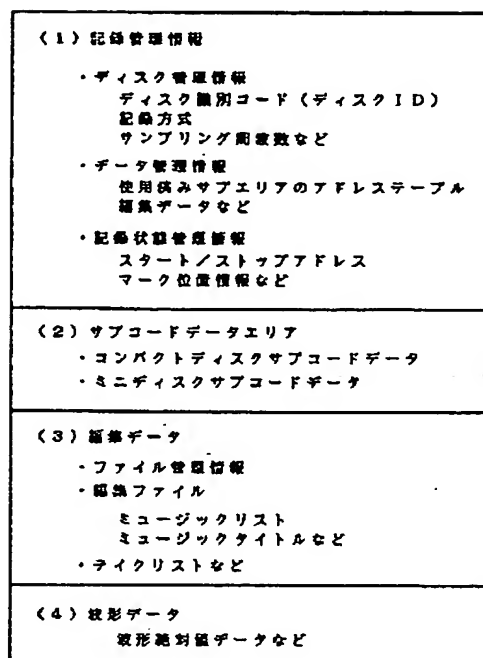 (1)記録管理情報
・ディスク管理情報
ディスク識別コード(ディスクID)
記録方式
サンプリング周波数など
・データ管理情報
使用済みサブエリアのアドレステーブル
編集データなど
・記録状態管理情報
スタート/ストップアドレス
マーク位置情報など
(2)サブコードデータエリア
・コンパクトディスクサブコードデータ
・ミニディスクサブコードデータ
(3)編集データ
・ファイル管理情報
・編集ファイル
ミュージックリスト
ミュージックタイトルなど
・テイクリストなど
(4)波形データ
波形絶対値データなど